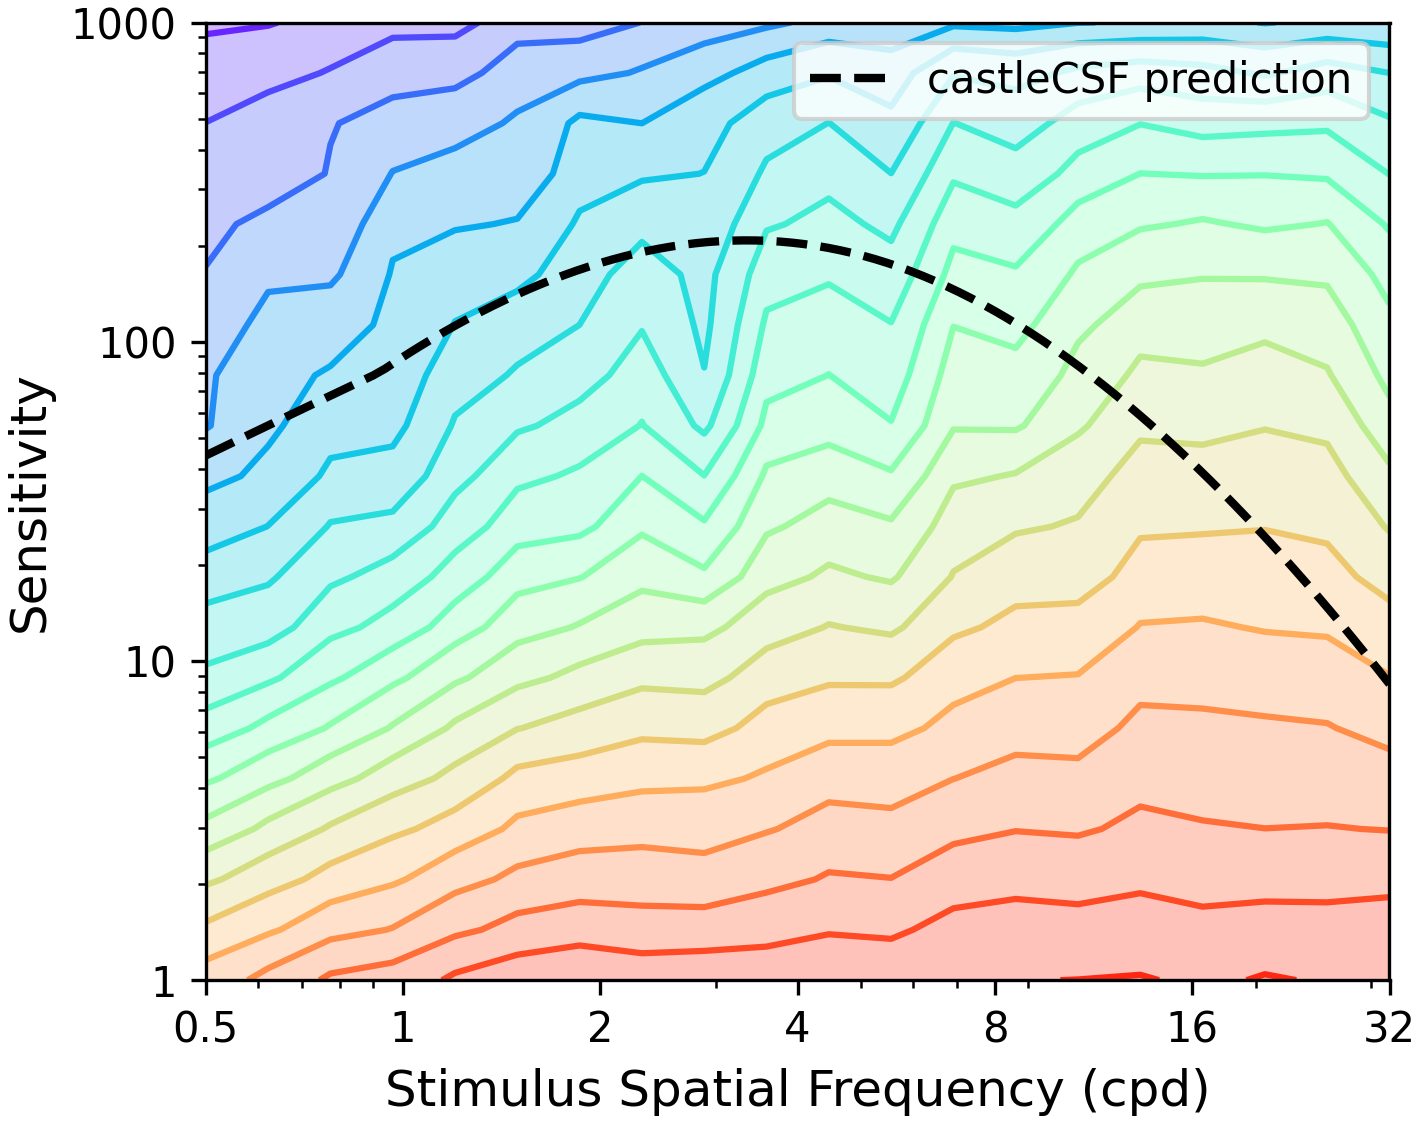 1000
castleCSF prediction
100
Sensitivity
10
1
0.5 1 2 4 8 16 32
Stimulus Spatial Frequency (cpd)